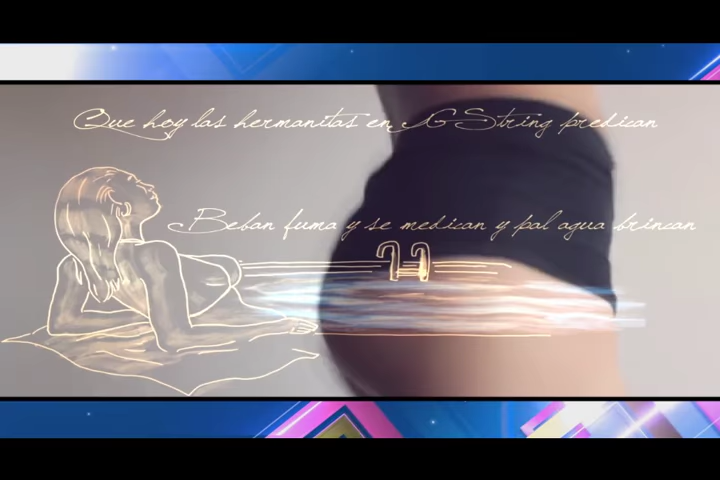 Que hoy las hermanitas en G String predican
Beban fuma y se medican y pal agua brincan